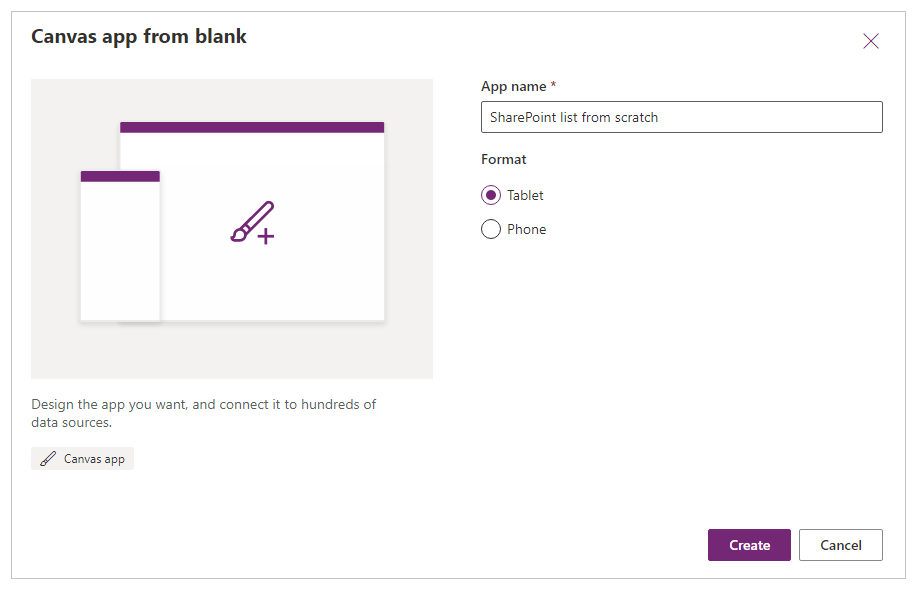 Canvas app from blank
App name *
SharePoint list from scratch
Format
Tablet
Phone
Design the app you want, and connect it to hundreds of
data sources.
Canvas app
Create
Cancel